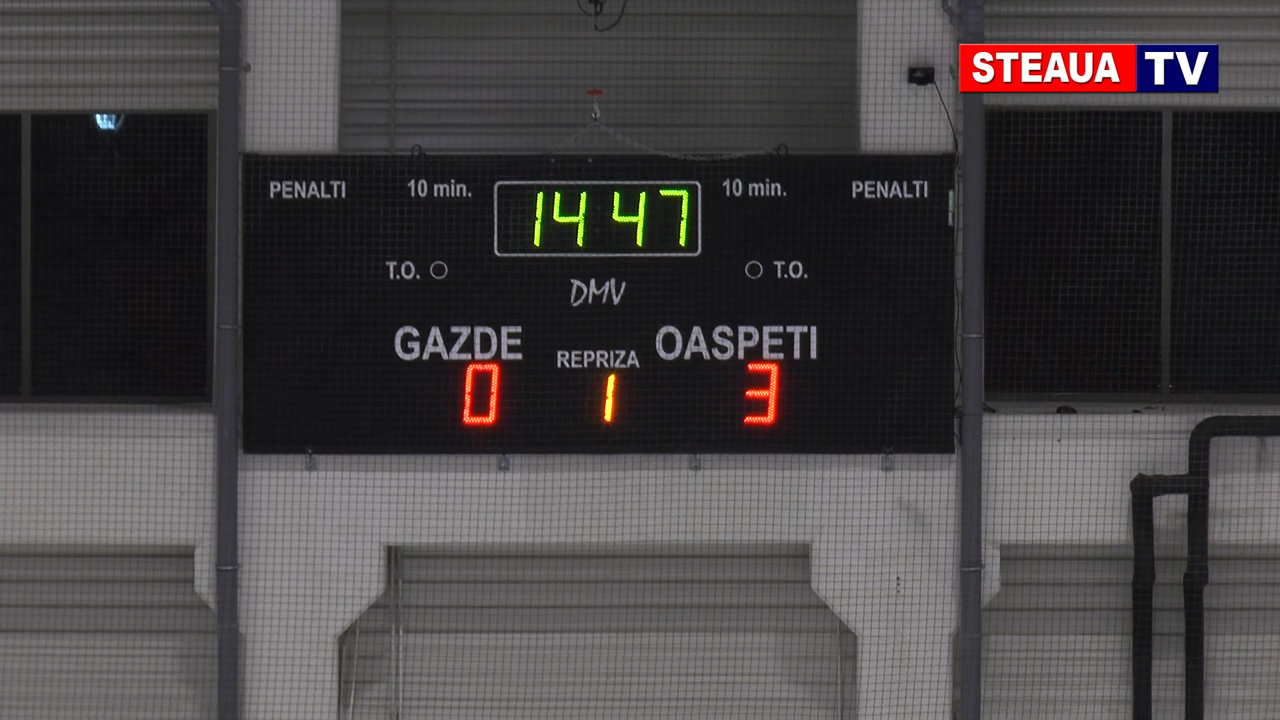 STEAUA TV
PENALTI 10 min. 14 47 10 min. PENALTI
T.O. T.O.
DMV
GAZDE REPRIZA OASPETI
0 1 3